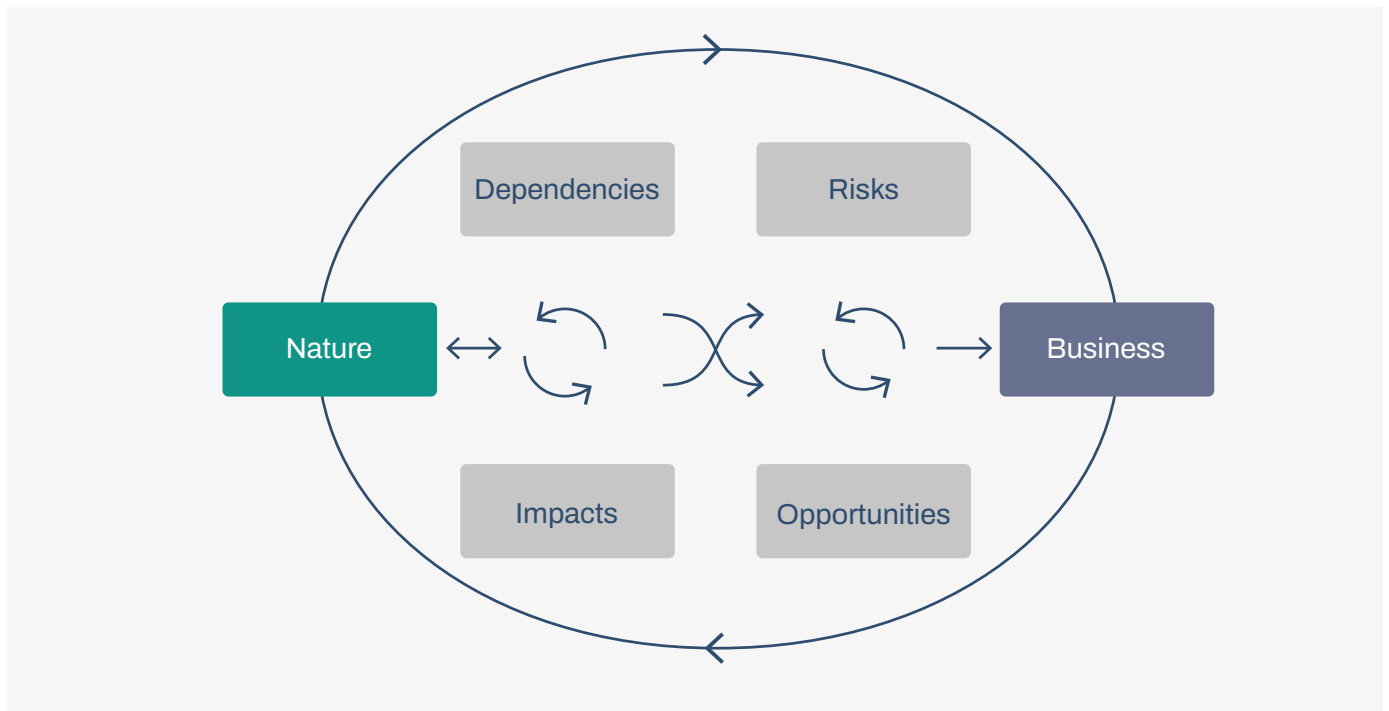 Dependencies
Risks
Nature
Business
Impacts
Opportunities